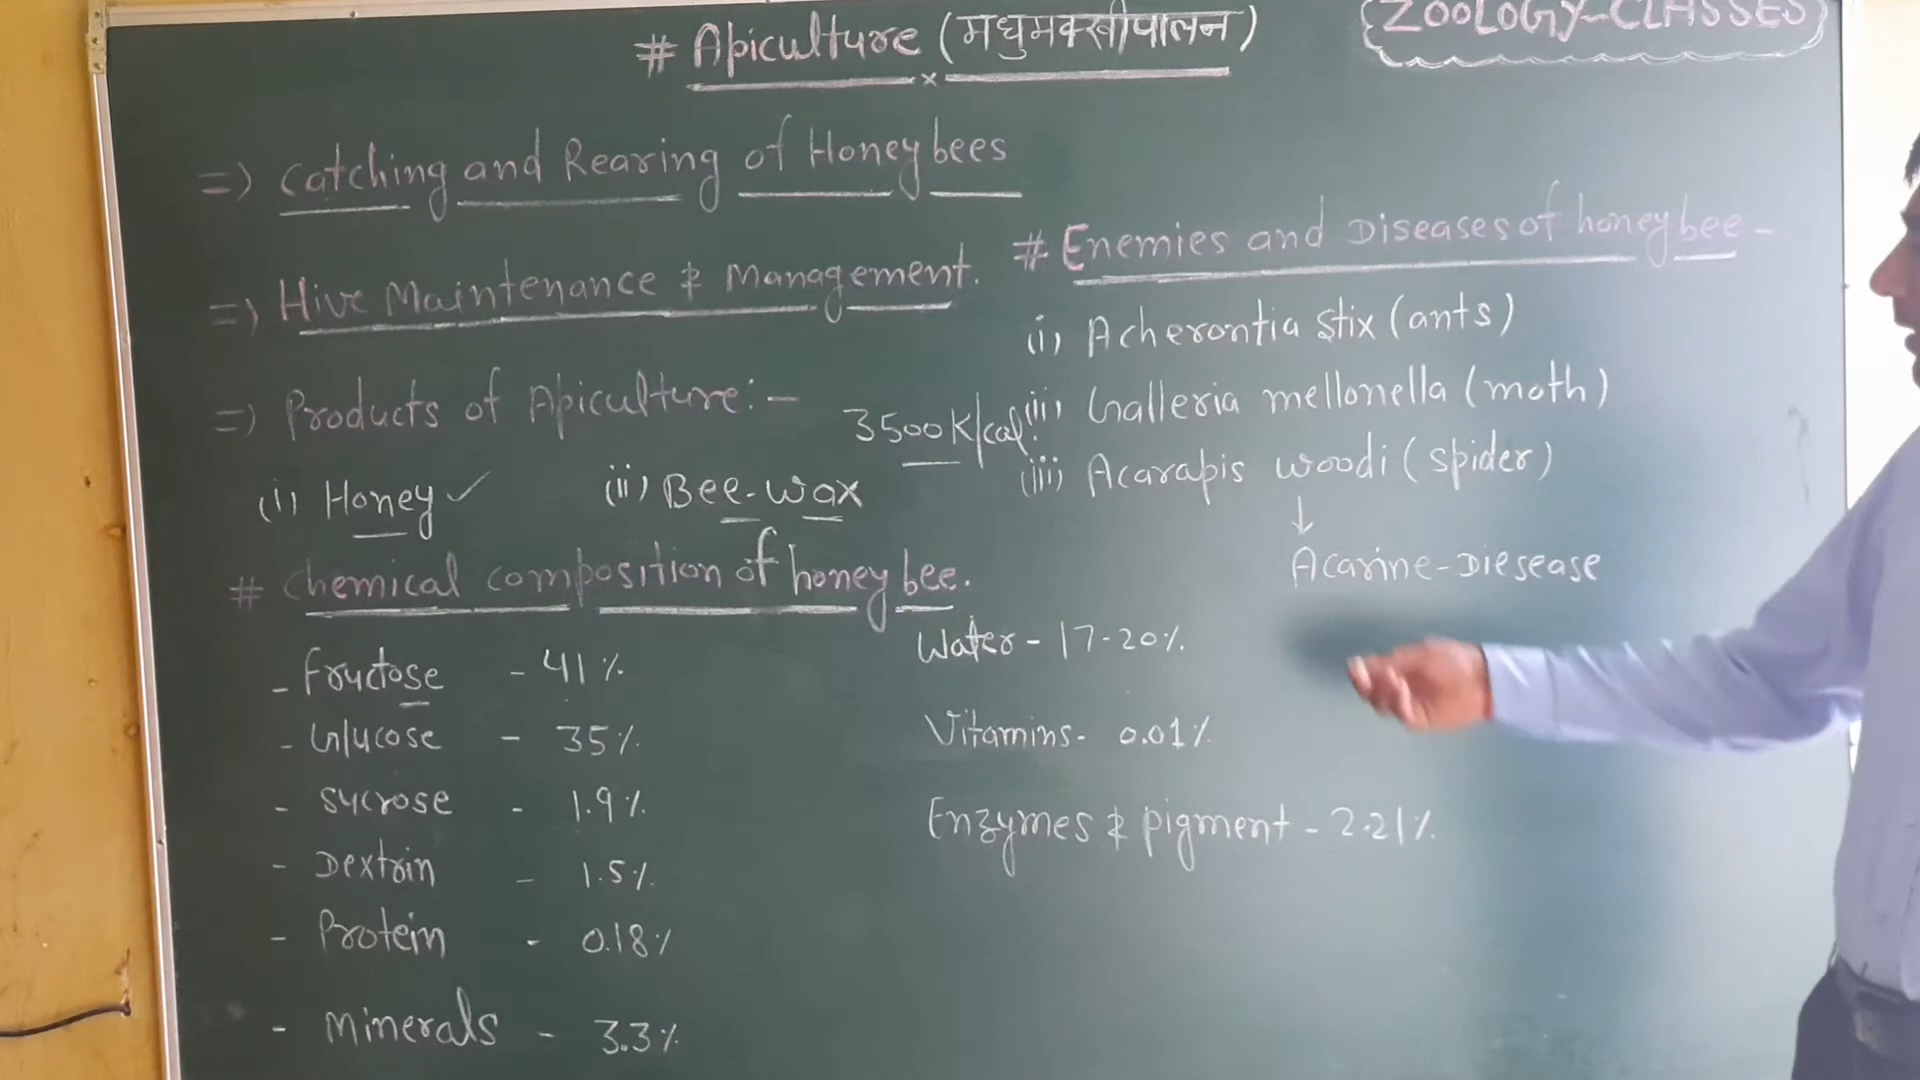 # Apiculture (मधुमक्खीपालन)
ZOOLOGY-CLASSES
=> Catching and Rearing of Honey bees
=> Hive Maintenance & Management.
=> Products of Apiculture:-
3500 K/cal.
(i) Honey ✓ (ii) Bee-wax
# Chemical composition of honey bee.
- Fructose - 41%
- Glucose - 35%
- Sycrose - 1.9%
- Dextrin - 1.5%
- Protein - 0.18%
- Minerals - 3.3%
Water - 17-20%
Vitamins- 0.01%
Enzymes & pigment - 2.21%
# Enemies and Diseases of honey bee -
(i) Acherontia stix (ants)
(ii) Galleria mellonella (moth)
(iii) Acarapis woodi (spider)
↓
Acarine-Diesease